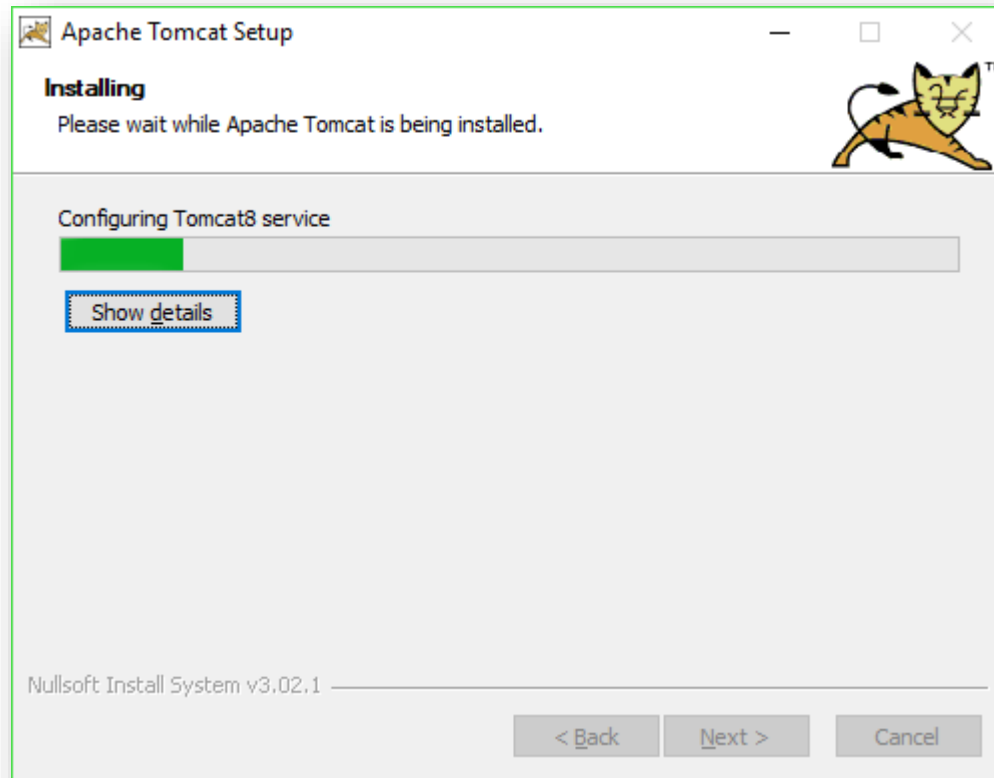 Apache Tomcat Setup
Installing
Please wait while Apache Tomcat is being installed.
TM
Configuring Tomcat8 service
Show details
Nullsoft Install System v3.02.1
< Back
Next >
Cancel